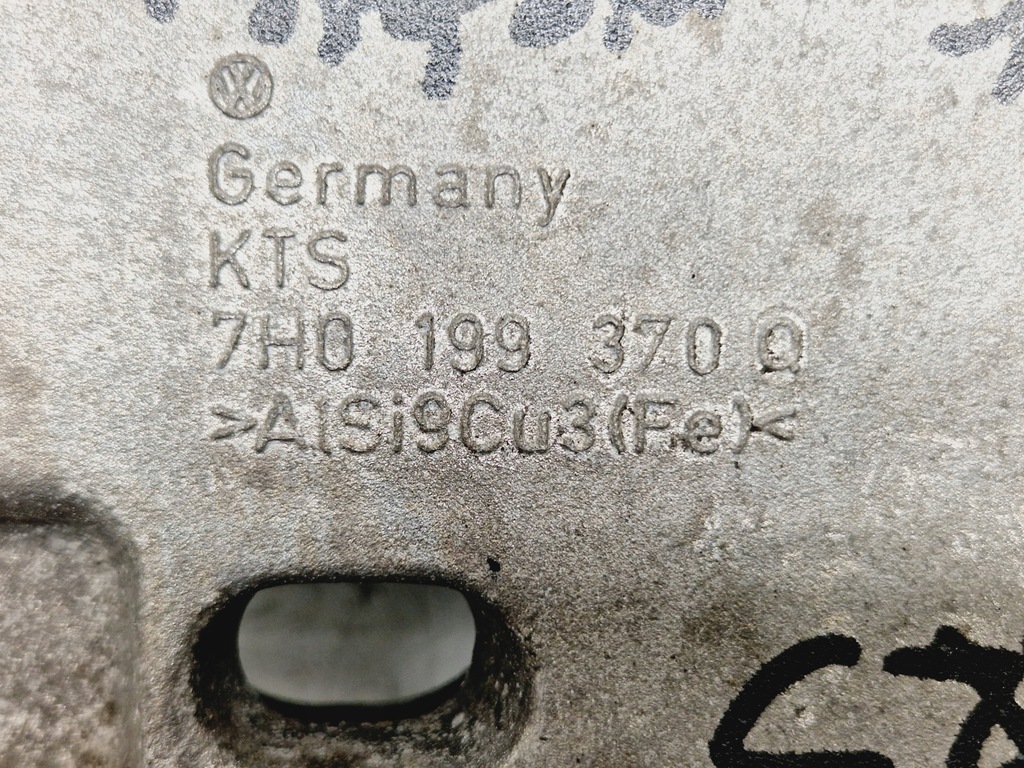 Germany
KTS
7H0 199 370 Q
>AlSi9Cu3(Fe)<